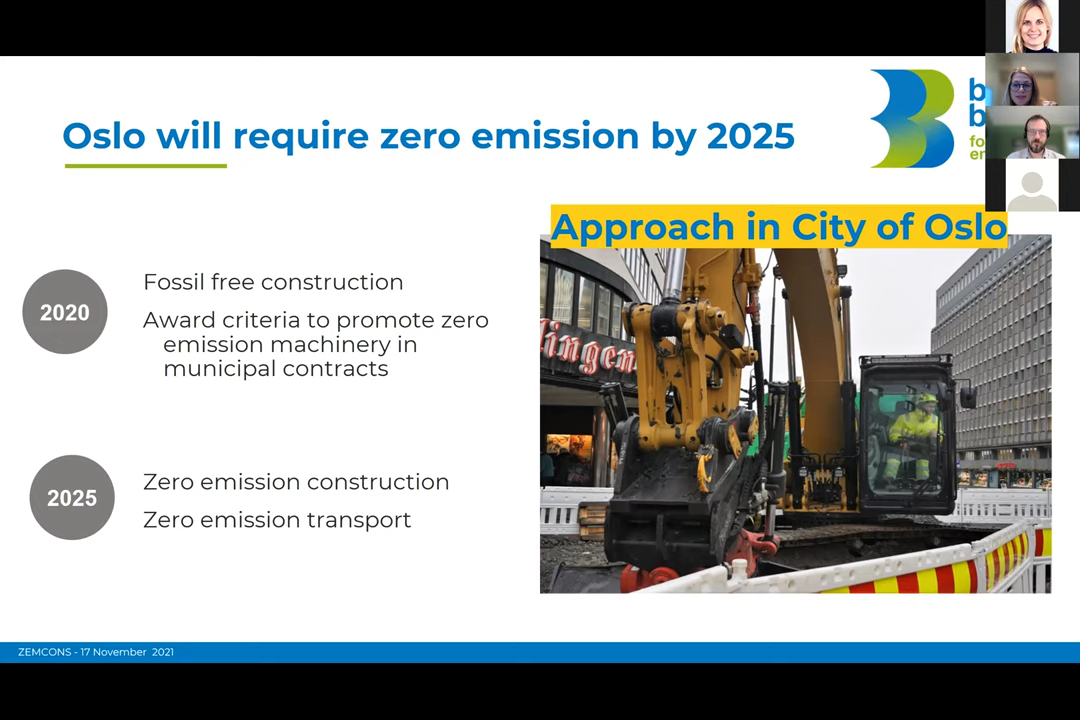 Oslo will require zero emission by 2025
b
b
fo
Approach in City of Oslo
2020
Fossil free construction
Award criteria to promote zero
emission machinery in
municipal contracts
2025
Zero emission construction
Zero emission transport
ZEMCONS - 17 November 2021